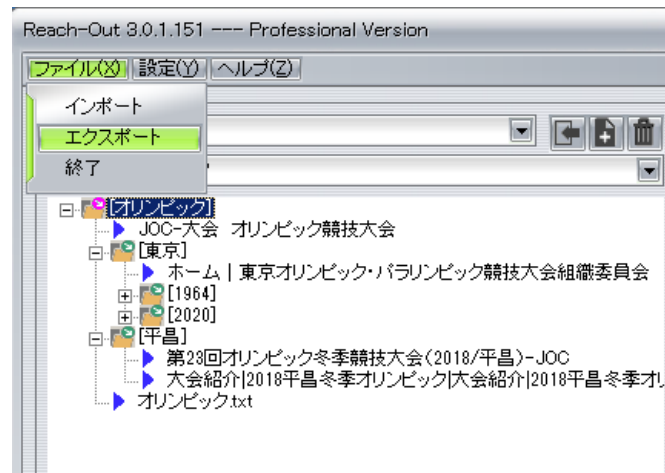 Reach-Out 3.0.1.151 --- Professional Version
ファイル(X) 設定(Y) ヘルプ(Z)
インポート
エクスポート
終了
[オリンピック]
JOC-大会 オリンピック競技大会
[東京]
ホーム | 東京オリンピック・パラリンピック競技大会組織委員会
[1964]
[2020]
[平昌]
第23回オリンピック冬季競技大会(2018/平昌)-JOC
大会紹介|2018平昌冬季オリンピック|大会紹介|2018平昌冬季オリ
オリンピック.txt